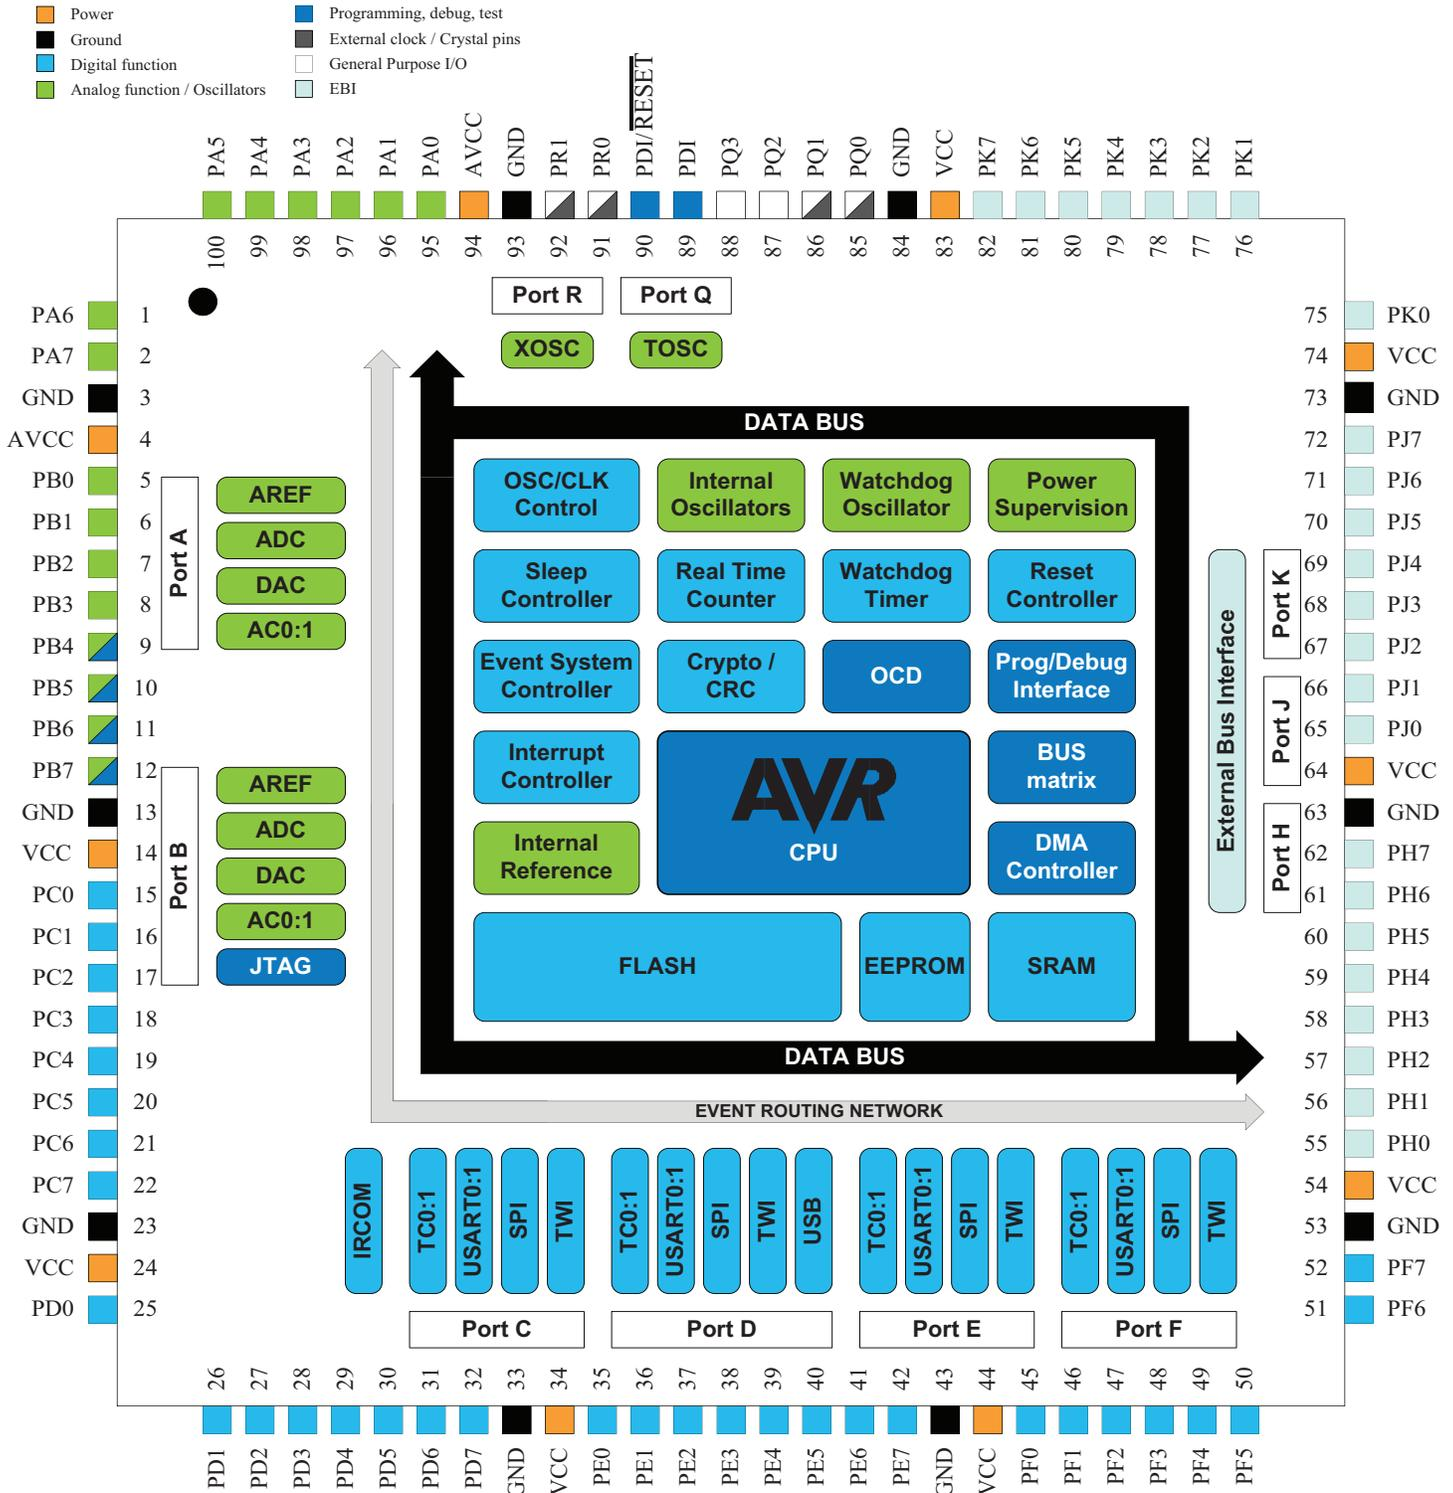 Power
Ground
Digital function
Analog function / Oscillators
Programming, debug, test
External clock / Crystal pins
General Purpose I/O
EBI
PA5
PA4
PA3
PA2
PA1
PA0
AVCC
GND
PR1
PR0
PDI/RESET
PDI
PQ3
PQ2
PQ1
PQ0
GND
VCC
PK7
PK6
PK5
PK4
PK3
PK2
PK1
100
99
98
97
96
95
94
93
92
91
90
89
88
87
86
85
84
83
82
81
80
79
78
77
76
PA6 1
PA7 2
GND 3
AVCC 4
PB0 5
PB1 6
PB2 7
PB3 8
PB4 9
PB5 10
PB6 11
PB7 12
GND 13
VCC 14
PC0 15
PC1 16
PC2 17
PC3 18
PC4 19
PC5 20
PC6 21
PC7 22
GND 23
VCC 24
PD0 25
Port R
Port Q
XOSC
TOSC
Port A
AREF
ADC
DAC
AC0:1
Port B
AREF
ADC
DAC
AC0:1
JTAG
DATA BUS
OSC/CLK
Control
Internal
Oscillators
Watchdog
Oscillator
Power
Supervision
Sleep
Controller
Real Time
Counter
Watchdog
Timer
Reset
Controller
Event System
Controller
Crypto /
CRC
OCD
Prog/Debug
Interface
Interrupt
Controller
AVR
CPU
BUS
matrix
Internal
Reference
DMA
Controller
FLASH
EEPROM
SRAM
DATA BUS
EVENT ROUTING NETWORK
External Bus Interface
Port K
Port J
Port H
75 PK0
74 VCC
73 GND
72 PJ7
71 PJ6
70 PJ5
69 PJ4
68 PJ3
67 PJ2
66 PJ1
65 PJ0
64 VCC
63 GND
62 PH7
61 PH6
60 PH5
59 PH4
58 PH3
57 PH2
56 PH1
55 PH0
54 VCC
53 GND
52 PF7
51 PF6
IRCOM
TC0:1
USART0:1
SPI
TWI
TC0:1
USART0:1
SPI
TWI
USB
TC0:1
USART0:1
SPI
TWI
TC0:1
USART0:1
SPI
TWI
Port C
Port D
Port E
Port F
26
27
28
29
30
31
32
33
34
35
36
37
38
39
40
41
42
43
44
45
46
47
48
49
50
PD1
PD2
PD3
PD4
PD5
PD6
PD7
GND
VCC
PE0
PE1
PE2
PE3
PE4
PE5
PE6
PE7
GND
VCC
PF0
PF1
PF2
PF3
PF4
PF5